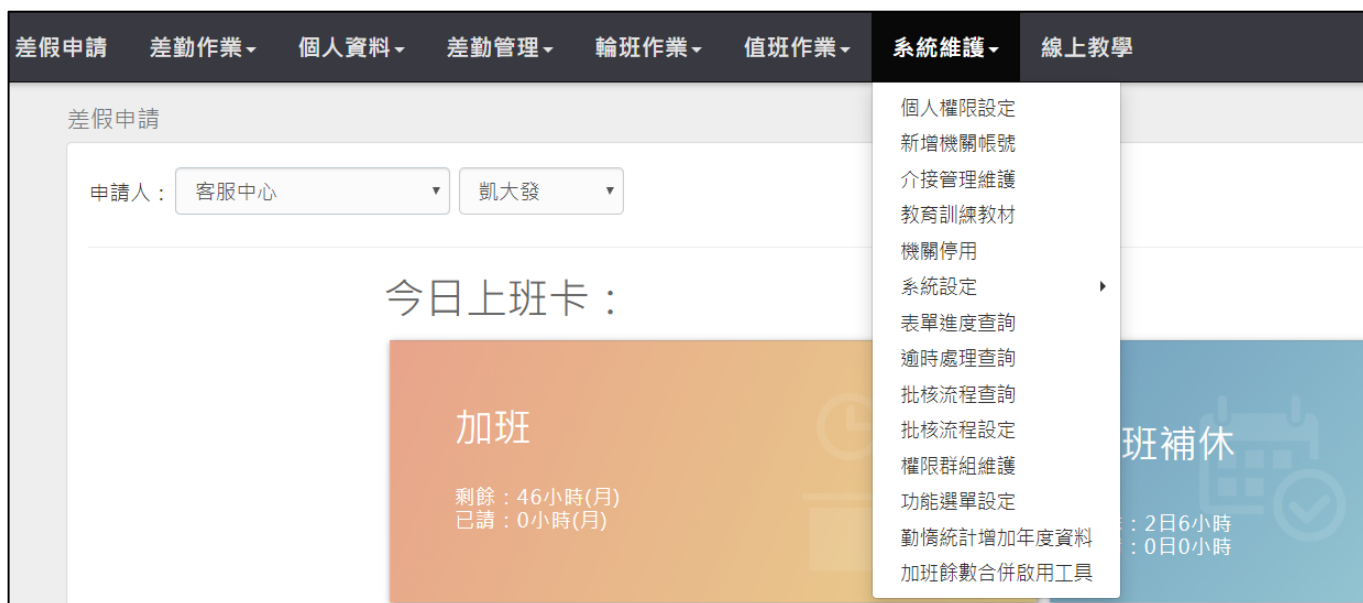 差假申請 差勤作業 個人資料 差勤管理 輪班作業 值班作業 系統維護 線上教學
差假申請
申請人： 客服中心 凱大發
今日上班卡：
加班
剩餘：46小時(月)
已請：0小時(月)
個人權限設定
新增機關帳號
介接管理維護
教育訓練教材
機關停用
系統設定
表單進度查詢
逾時處理查詢
批核流程查詢
批核流程設定
權限群組維護
功能選單設定
勤惰統計增加年度資料
加班餘數合併啟用工具
班補休
：2日6小時
：0日0小時